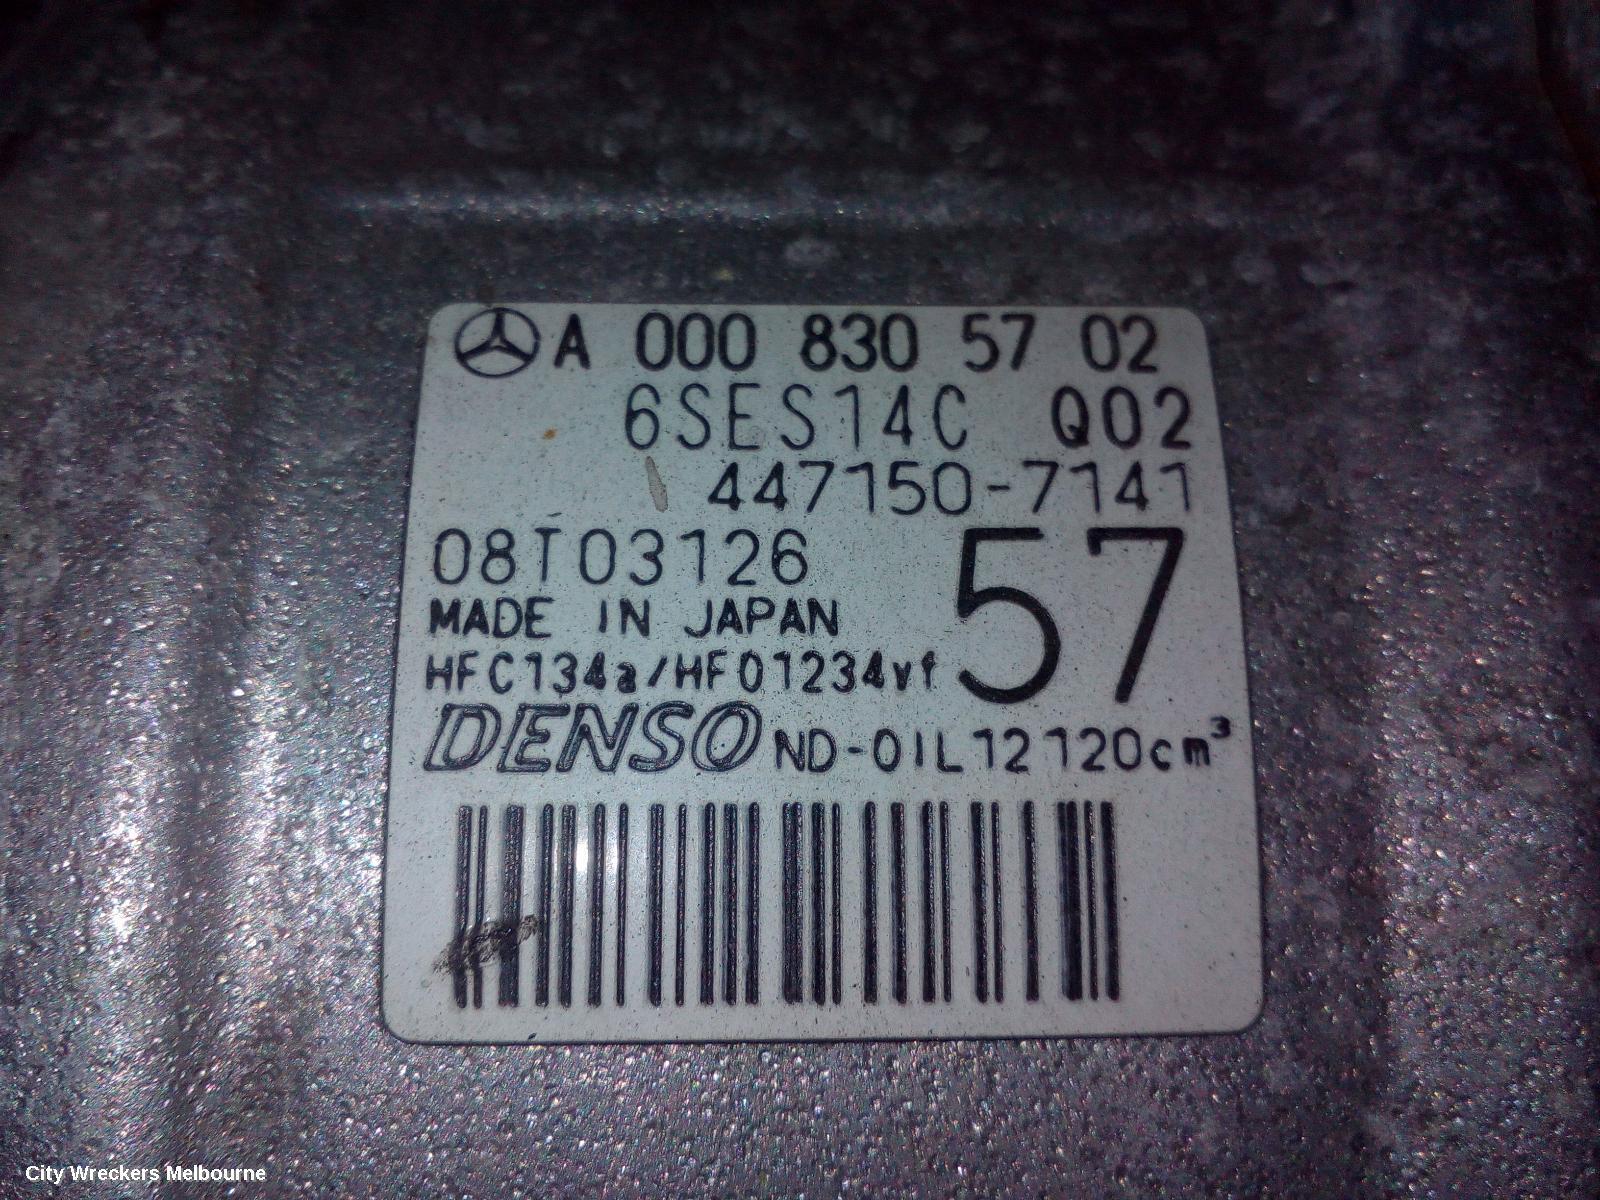 A 000 830 57 02
6SES14C Q02
447150-7141
08T03126
57
MADE IN JAPAN
HFC134a/HFO1234yf
DENSO ND-OIL12 120cm³
City Wreckers Melbourne